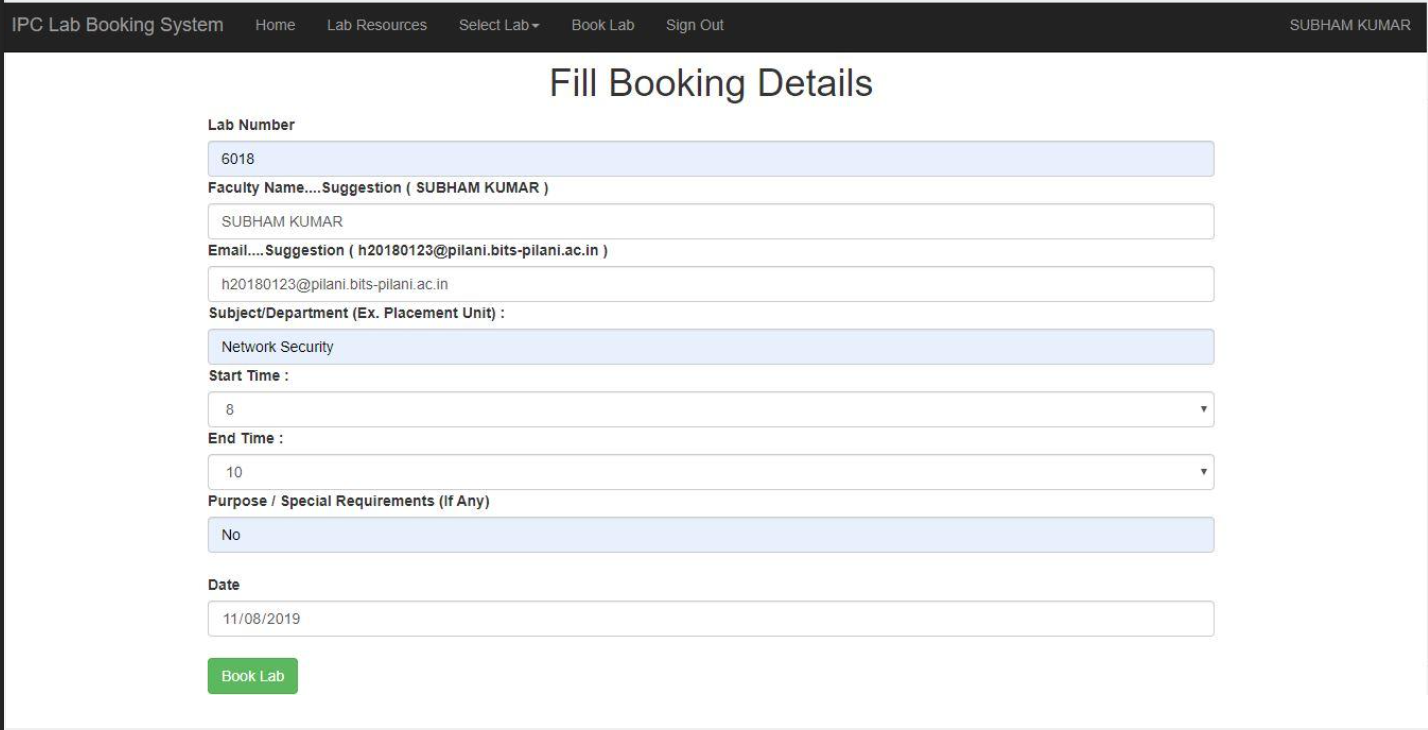 IPC Lab Booking System Home Lab Resources Select Lab Book Lab Sign Out SUBHAM KUMAR
Fill Booking Details
Lab Number
6018
Faculty Name....Suggestion ( SUBHAM KUMAR )
SUBHAM KUMAR
Email....Suggestion ( h20180123@pilani.bits-pilani.ac.in )
h20180123@pilani.bits-pilani.ac.in
Subject/Department (Ex. Placement Unit) :
Network Security
Start Time :
8
End Time :
10
Purpose / Special Requirements (If Any)
No
Date
11/08/2019
Book Lab